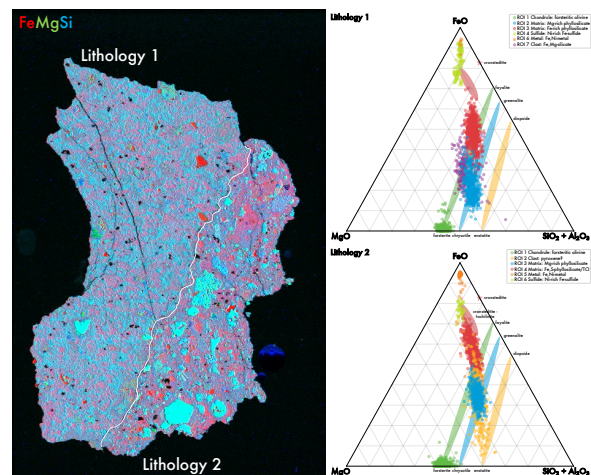 FeMgSi
Lithology 1
Lithology 2
Lithology 1
FeO
ROI 1 Chondrule: forsteritic olivine
ROI 2 Matrix: Mg-rich phyllosilicate
ROI 3 Matrix: Fe-rich phyllosilicate
ROI 4 Sulfide: Ni-rich Fe-sulfide
ROI 6 Metal: Fe,Ni-metal
ROI 7 Clast: Fe,Mg-silicate
cronstedtite
fayalite
greenalite
diopside
MgO
forsterite chrysotile enstatite
SiO₂ + Al₂O₃
Lithology 2
FeO
ROI 1 Chondrule: forsteritic olivine
ROI 2 Clast: pyroxene?
ROI 3 Matrix: Mg-rich phyllosilicate
ROI 4 Matrix: Fe,S-phyllosilicate/TCI
ROI 5 Metal: Fe,Ni-metal
ROI 6 Sulfide: Ni-rich Fe-sulfide
cronstedtite
cronstedtite -
tochilinite
fayalite
greenalite
diopside
MgO
forsterite chrysotile enstatite
SiO₂ + Al₂O₃